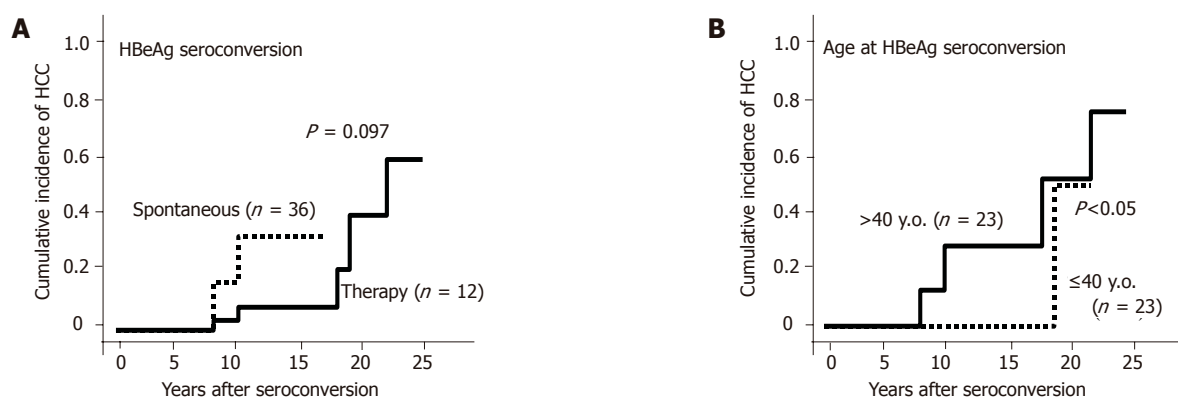 A
HBeAg seroconversion
Cumulative incidence of HCC
1.0
0.8
0.6
0.4
0.2
0
P = 0.097
Spontaneous (n = 36)
Therapy (n = 12)
0 5 10 15 20 25
Years after seroconversion
B
Age at HBeAg seroconversion
Cumulative incidence of HCC
1.0
0.8
0.6
0.4
0.2
0
>40 y.o. (n = 23)
P<0.05
≤40 y.o.
(n = 23)
0 5 10 15 20 25
Years after seroconversion